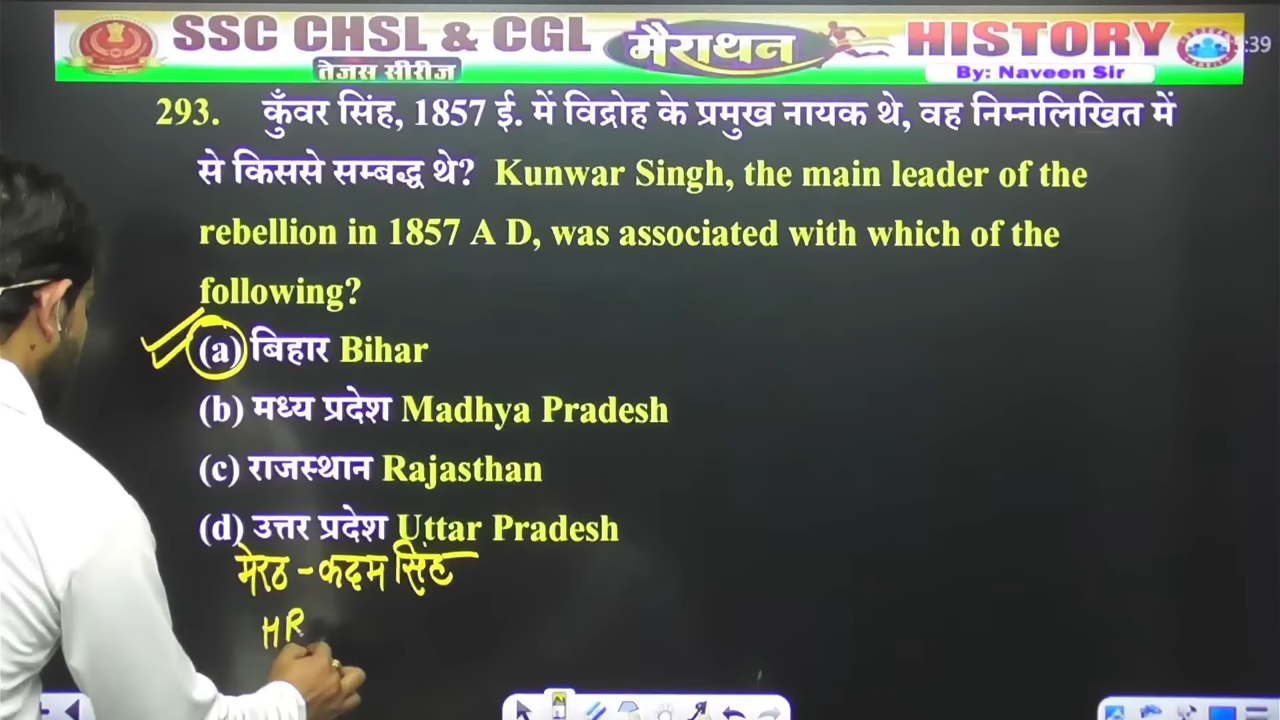 SSC CHSL & CGL मैराथन HISTORY
तेजस सीरीज By: Naveen Sir
:39
293. कुँवर सिंह, 1857 ई. में विद्रोह के प्रमुख नायक थे, वह निम्नलिखित में
से किससे सम्बद्ध थे? Kunwar Singh, the main leader of the
rebellion in 1857 A D, was associated with which of the
following?
(a) बिहार Bihar
(b) मध्य प्रदेश Madhya Pradesh
(c) राजस्थान Rajasthan
(d) उत्तर प्रदेश Uttar Pradesh
मेरठ - कदम सिंह
HR